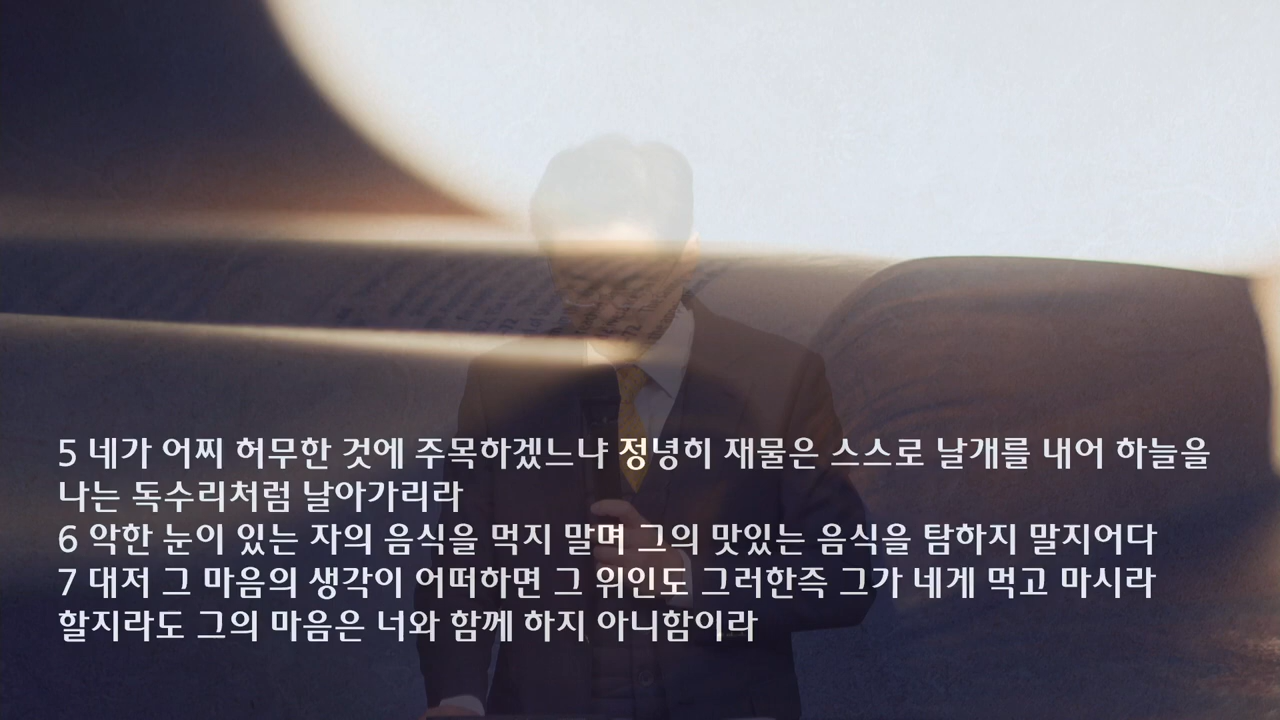 5 네가 어찌 허무한 것에 주목하겠느냐 정녕히 재물은 스스로 날개를 내어 하늘을
나는 독수리처럼 날아가리라
6 악한 눈이 있는 자의 음식을 먹지 말며 그의 맛있는 음식을 탐하지 말지어다
7 대저 그 마음의 생각이 어떠하면 그 위인도 그러한즉 그가 네게 먹고 마시라
할지라도 그의 마음은 너와 함께 하지 아니함이라